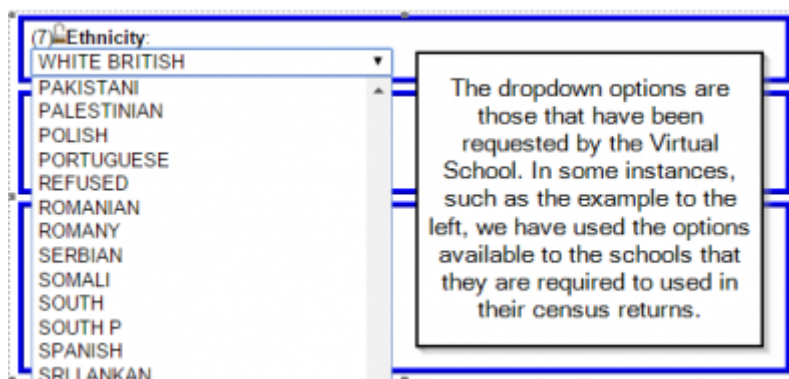 (7) Ethnicity:
WHITE BRITISH
PAKISTANI
PALESTINIAN
POLISH
PORTUGUESE
REFUSED
ROMANIAN
ROMANY
SERBIAN
SOMALI
SOUTH
SOUTH P
SPANISH
SRI LANKAN
The dropdown options are
those that have been
requested by the Virtual
School. In some instances,
such as the example to the
left, we have used the options
available to the schools that
they are required to used in
their census returns.